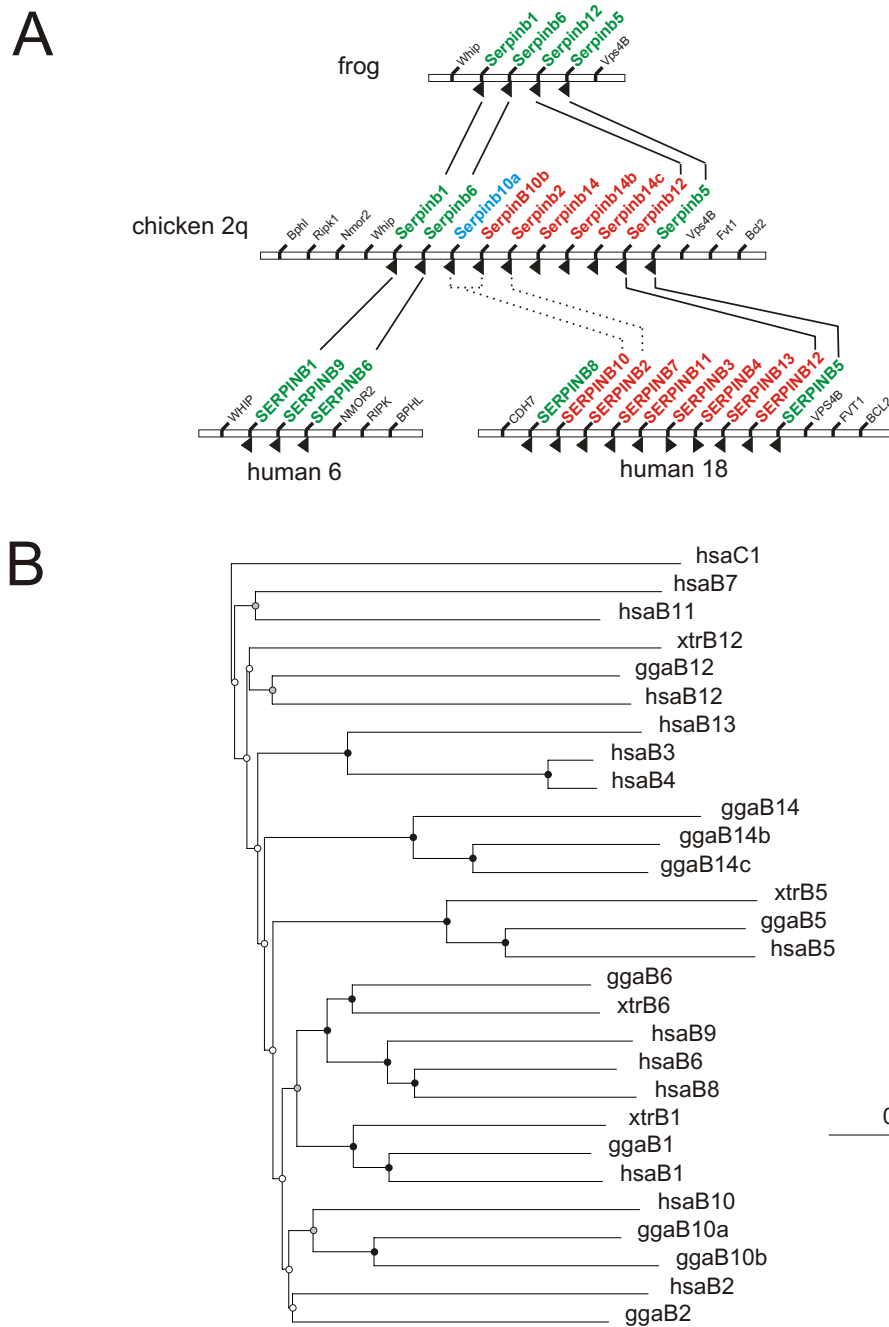 A
frog
Whip
Serpinb1
Serpinb6
Serpinb12
Serpinb5
Vps4B
chicken 2q
Bphl
Ripk1
Nmor2
Whip
Serpinb1
Serpinb6
Serpinb10a
SerpinB10b
Serpinb2
Serpinb14
Serpinb14b
Serpinb14c
Serpinb12
Serpinb5
Vps4B
Fvt1
Bcl2
WHIP
SERPINB1
SERPINB9
SERPINB6
NMOR2
RIPK
BPHL
human 6
CDH7
SERPINB8
SERPINB10
SERPINB2
SERPINB7
SERPINB11
SERPINB3
SERPINB4
SERPINB13
SERPINB12
SERPINB5
VPS4B
FVT1
BCL2
human 18
B
hsaC1
hsaB7
hsaB11
xtrB12
ggaB12
hsaB12
hsaB13
hsaB3
hsaB4
ggaB14
ggaB14b
ggaB14c
xtrB5
ggaB5
hsaB5
ggaB6
xtrB6
hsaB9
hsaB6
hsaB8
xtrB1
ggaB1
hsaB1
hsaB10
ggaB10a
ggaB10b
hsaB2
ggaB2